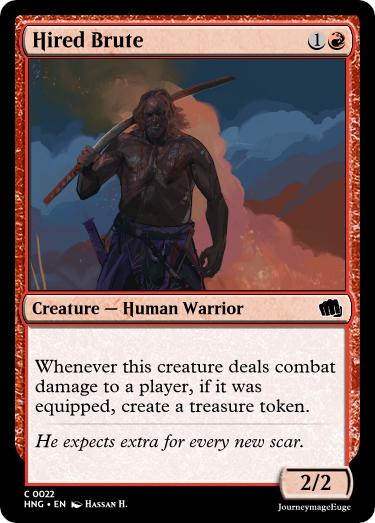 Hired Brute 1
Creature — Human Warrior
Whenever this creature deals combat
damage to a player, if it was
equipped, create a treasure token.
He expects extra for every new scar.
2/2
C 0022
HNG • EN HASSAN H.
JourneymageEuge